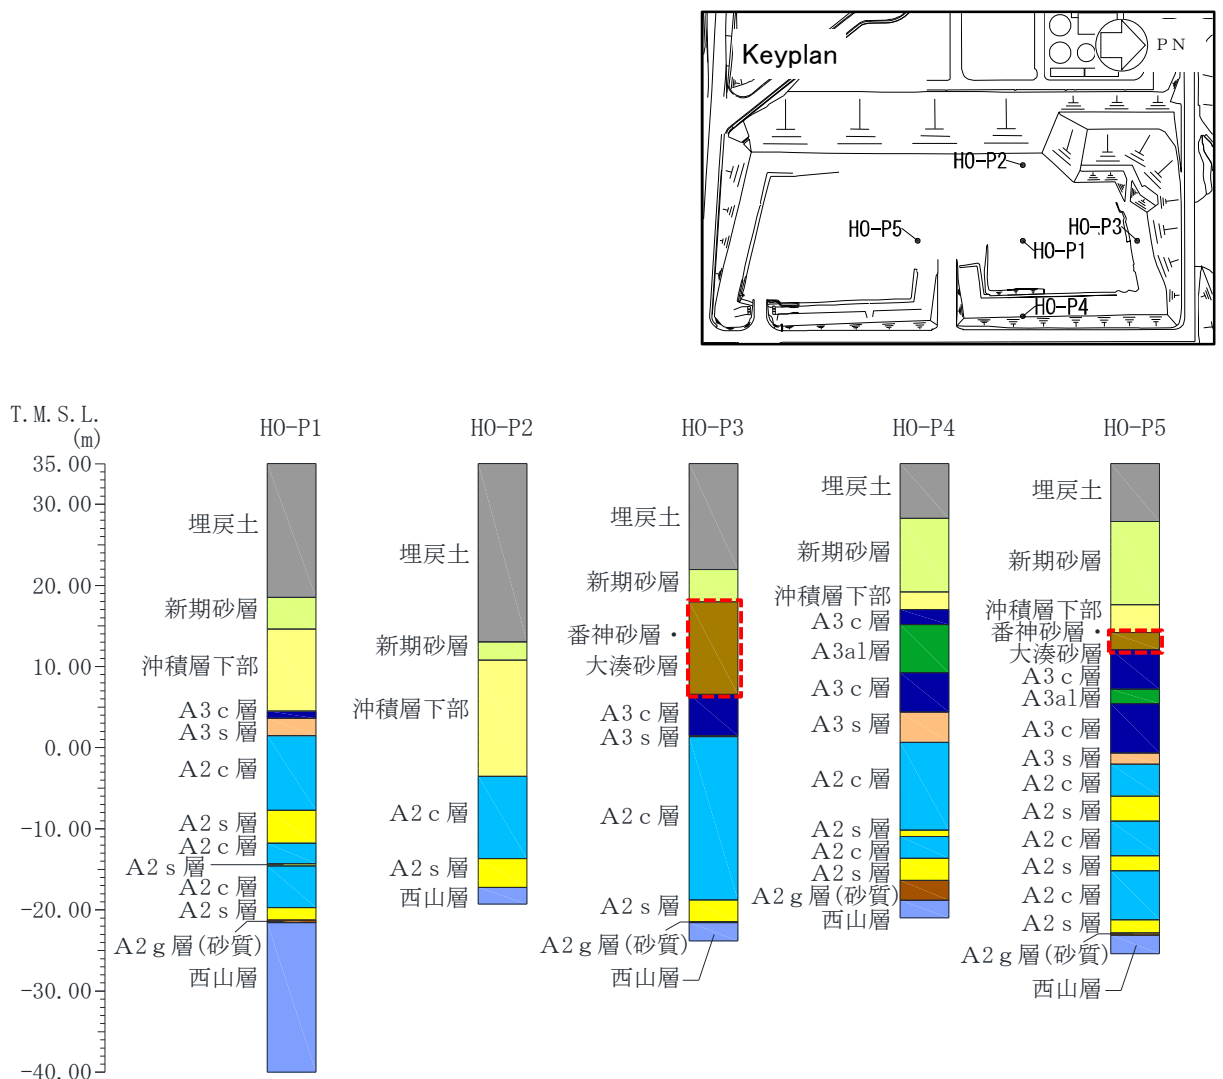 Keyplan
PN
HO-P2
HO-P5
HO-P3
HO-P1
HO-P4
T.M.S.L.
(m)
35.00
30.00
20.00
10.00
0.00
-10.00
-20.00
-30.00
-40.00
HO-P1
埋戻土
新期砂層
沖積層下部
A3c層
A3s層
A2c層
A2s層
A2c層
A2s層
A2c層
A2s層
A2g層(砂質)
西山層
HO-P2
埋戻土
新期砂層
沖積層下部
A2c層
A2s層
西山層
HO-P3
埋戻土
新期砂層
番神砂層・
大湊砂層
A3c層
A3s層
A2c層
A2s層
A2g層(砂質)
西山層
HO-P4
埋戻土
新期砂層
沖積層下部
A3c層
A3al層
A3c層
A3s層
A2c層
A2s層
A2c層
A2s層
A2g層(砂質)
西山層
HO-P5
埋戻土
新期砂層
沖積層下部
番神砂層・
大湊砂層
A3c層
A3al層
A3c層
A3s層
A2c層
A2s層
A2c層
A2s層
A2c層
A2s層
A2g層(砂質)
西山層